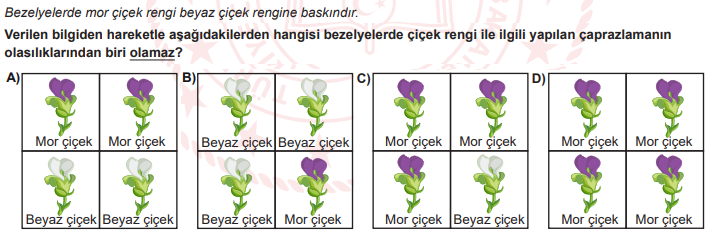 Bezelyelerde mor çiçek rengi beyaz çiçek rengine baskındır.
Verilen bilgiden hareketle aşağıdakilerden hangisi bezelyelerde çiçek rengi ile ilgili yapılan çaprazlamanın
olasılıklarından biri olamaz?
A) B) C) D)
Mor çiçek Mor çiçek Beyaz çiçek Beyaz çiçek Mor çiçek Mor çiçek Mor çiçek Mor çiçek
Beyaz çiçek Beyaz çiçek Beyaz çiçek Mor çiçek Mor çiçek Beyaz çiçek Mor çiçek Mor çiçek